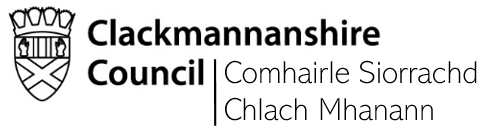 Clackmannanshire
Council
Comhairle Siorrachd
Chlach Mhanann